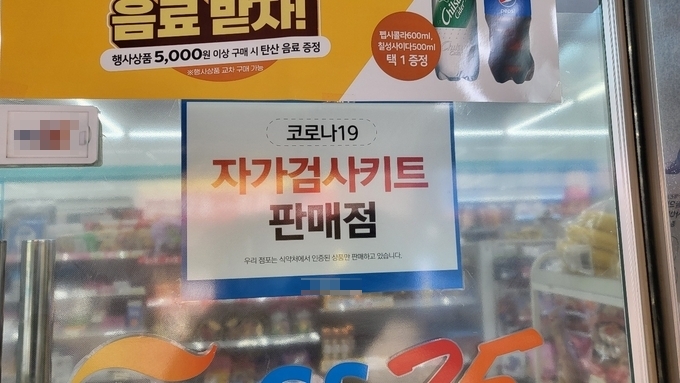 음료 받자!
행사상품 5,000원 이상 구매 시 탄산 음료 증정
※행사상품 교차 구매 가능
펩시콜라600ml,
칠성사이다500ml
택 1 증정
Chilsung
Cider
pepsi
코로나19
자가검사키트
판매점
우리 점포는 식약처에서 인증된 상품만 판매하고 있습니다.
GS25